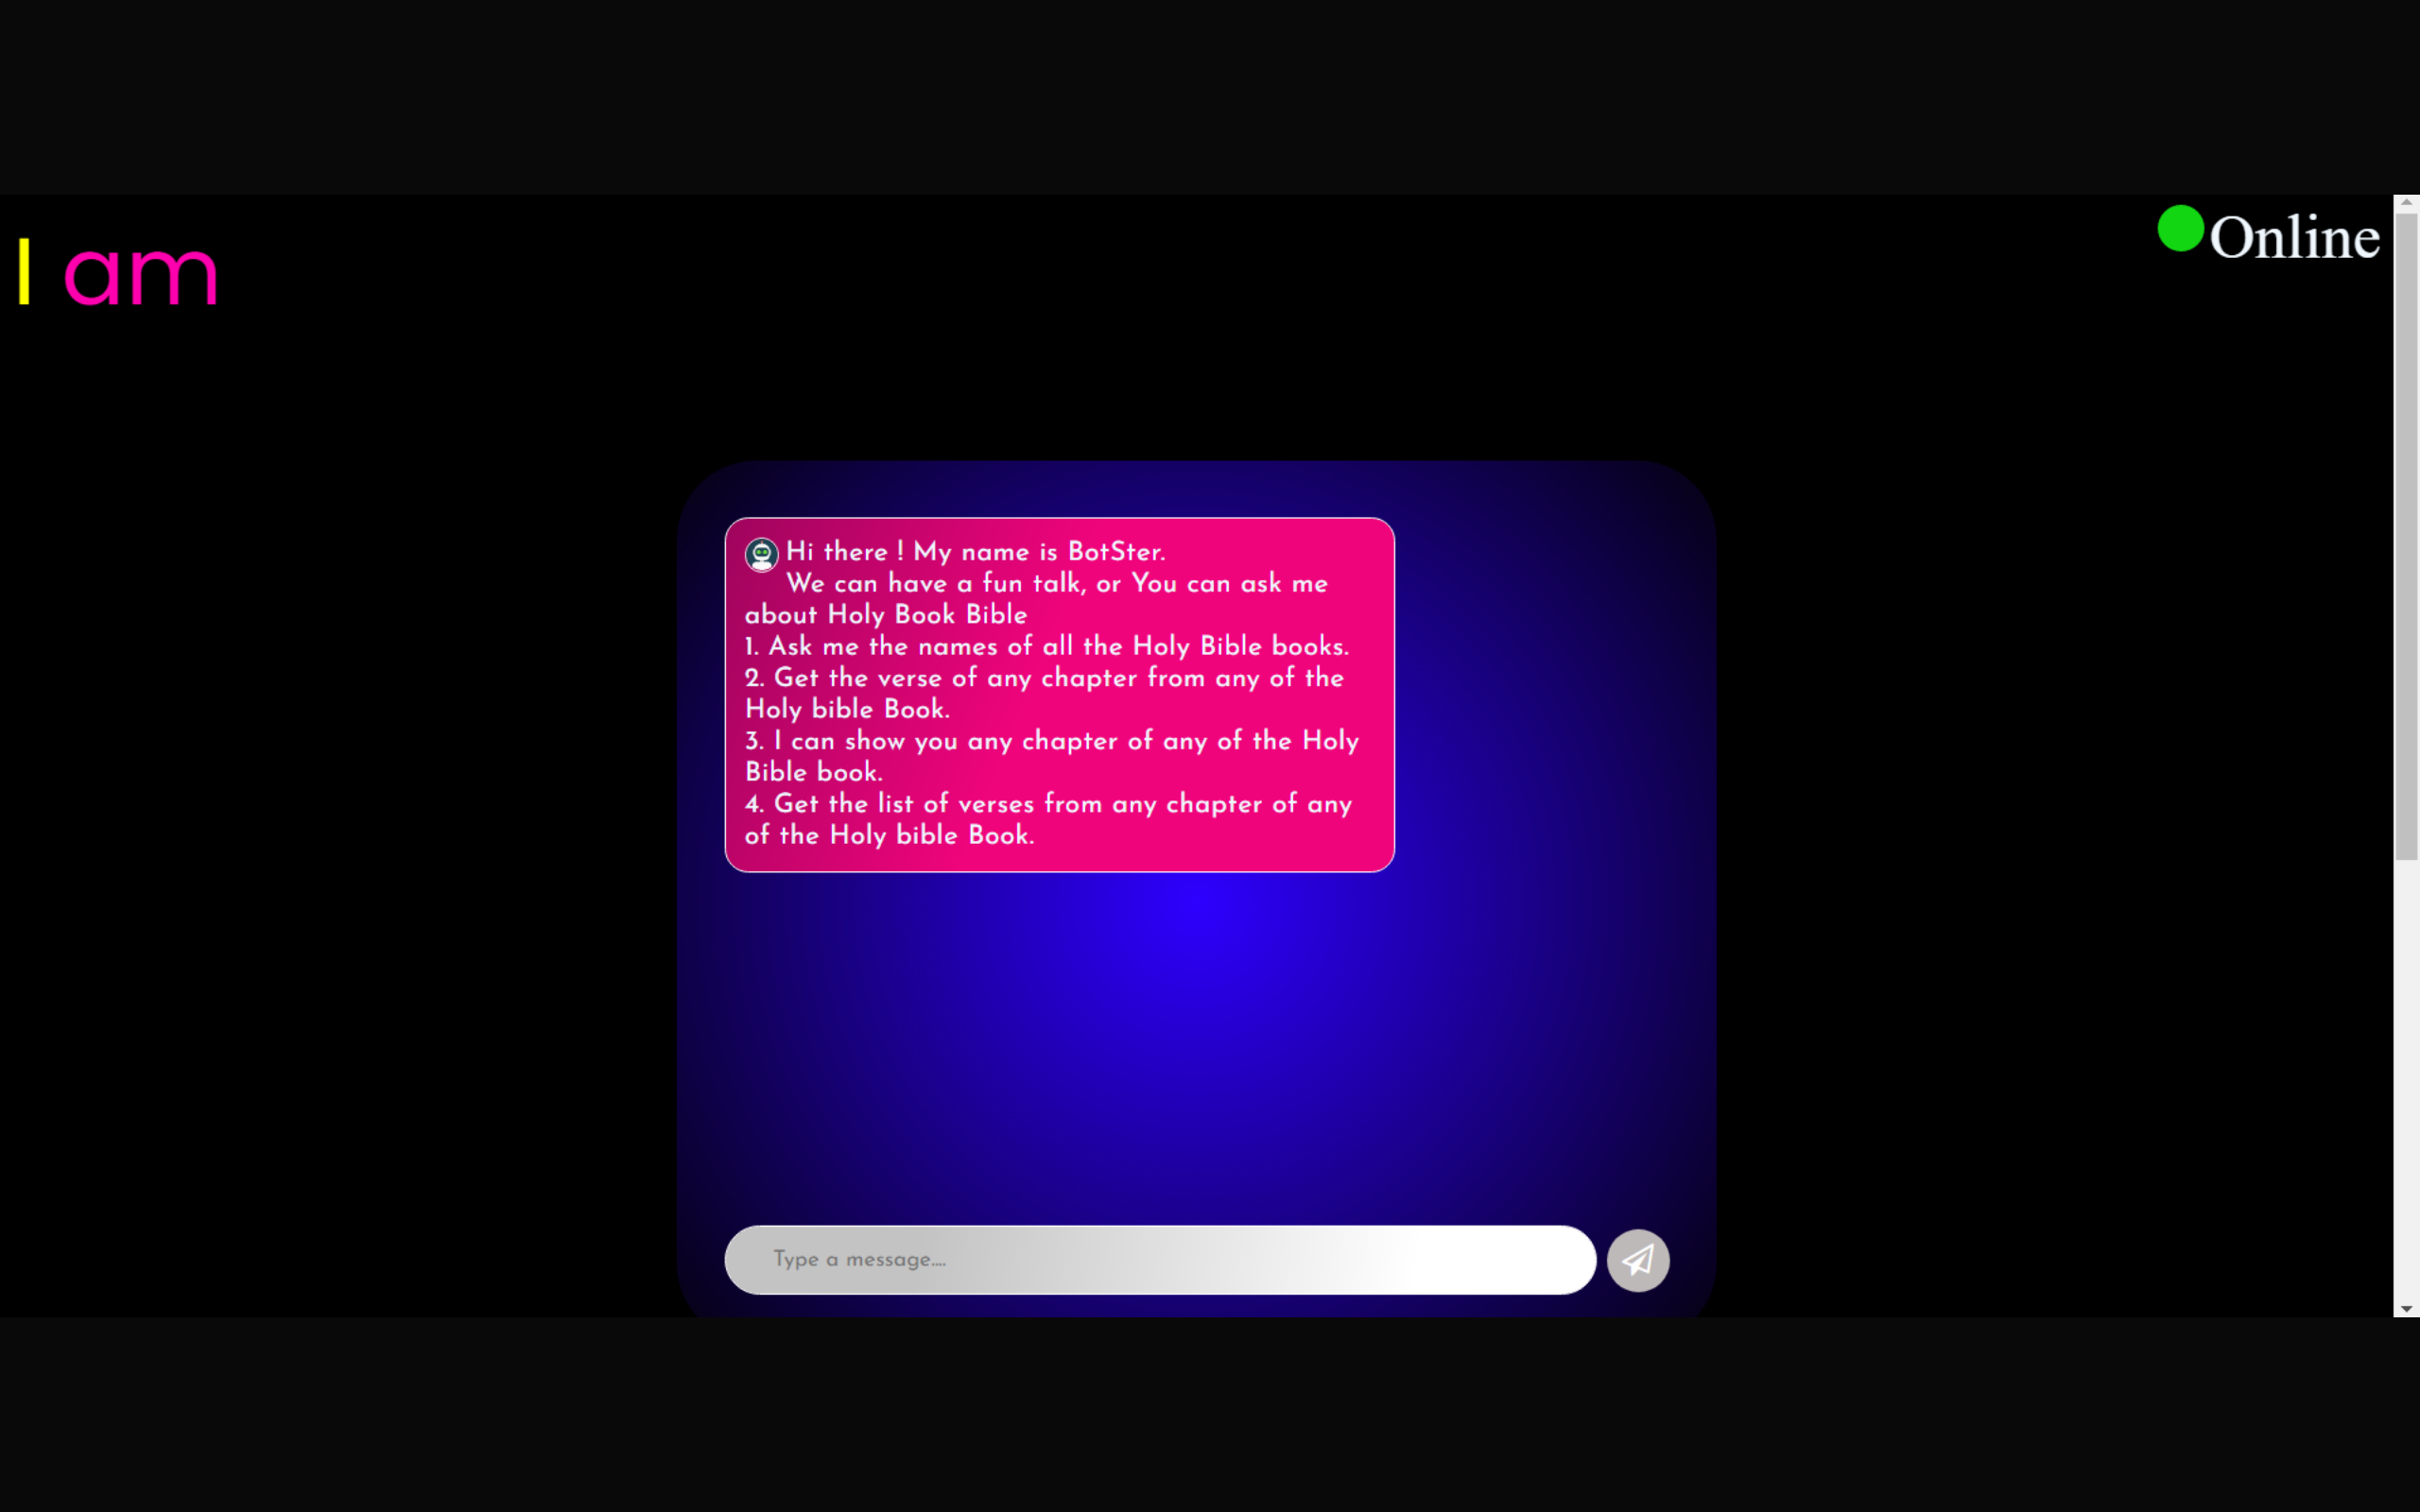 I am
Online
Hi there ! My name is BotSter.
We can have a fun talk, or You can ask me
about Holy Book Bible
1. Ask me the names of all the Holy Bible books.
2. Get the verse of any chapter from any of the
Holy bible Book.
3. I can show you any chapter of any of the Holy
Bible book.
4. Get the list of verses from any chapter of any
of the Holy bible Book.
Type a message....